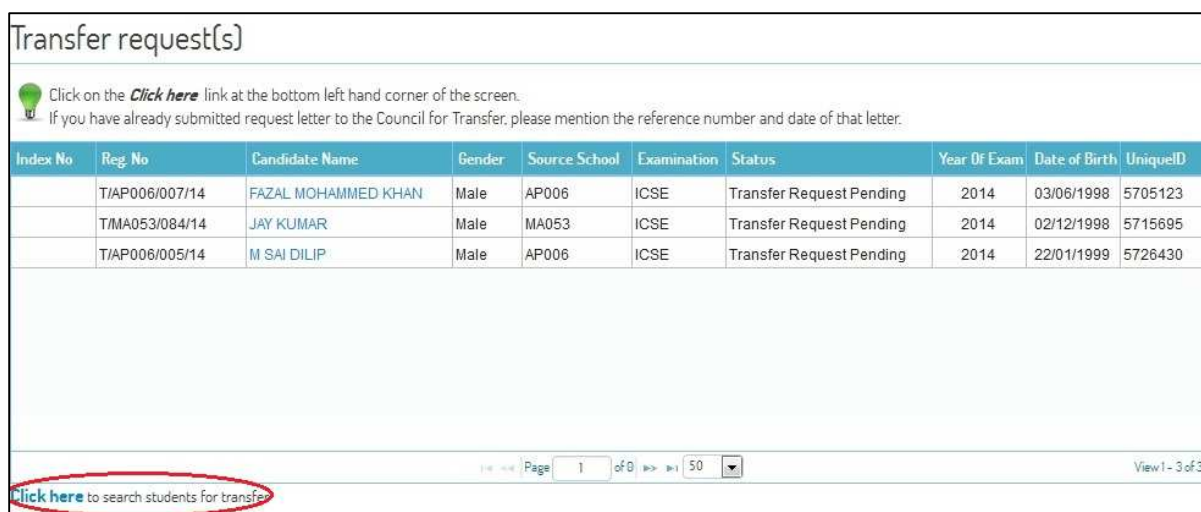 Transfer request(s)
Click on the Click here link at the bottom left hand corner of the screen.
If you have already submitted request letter to the Council for Transfer, please mention the reference number and date of that letter.
Index No Reg. No Candidate Name Gender Source School Examination Status Year Of Exam Date of Birth UniqueID
T/AP006/007/14 FAZAL MOHAMMED KHAN Male AP006 ICSE Transfer Request Pending 2014 03/06/1998 5705123
T/MA053/084/14 JAY KUMAR Male MA053 ICSE Transfer Request Pending 2014 02/12/1998 5715695
T/AP006/005/14 M SAI DILIP Male AP006 ICSE Transfer Request Pending 2014 22/01/1999 5726430
Page 1 of 0 50 View 1 - 3 of 3
Click here to search students for transfer